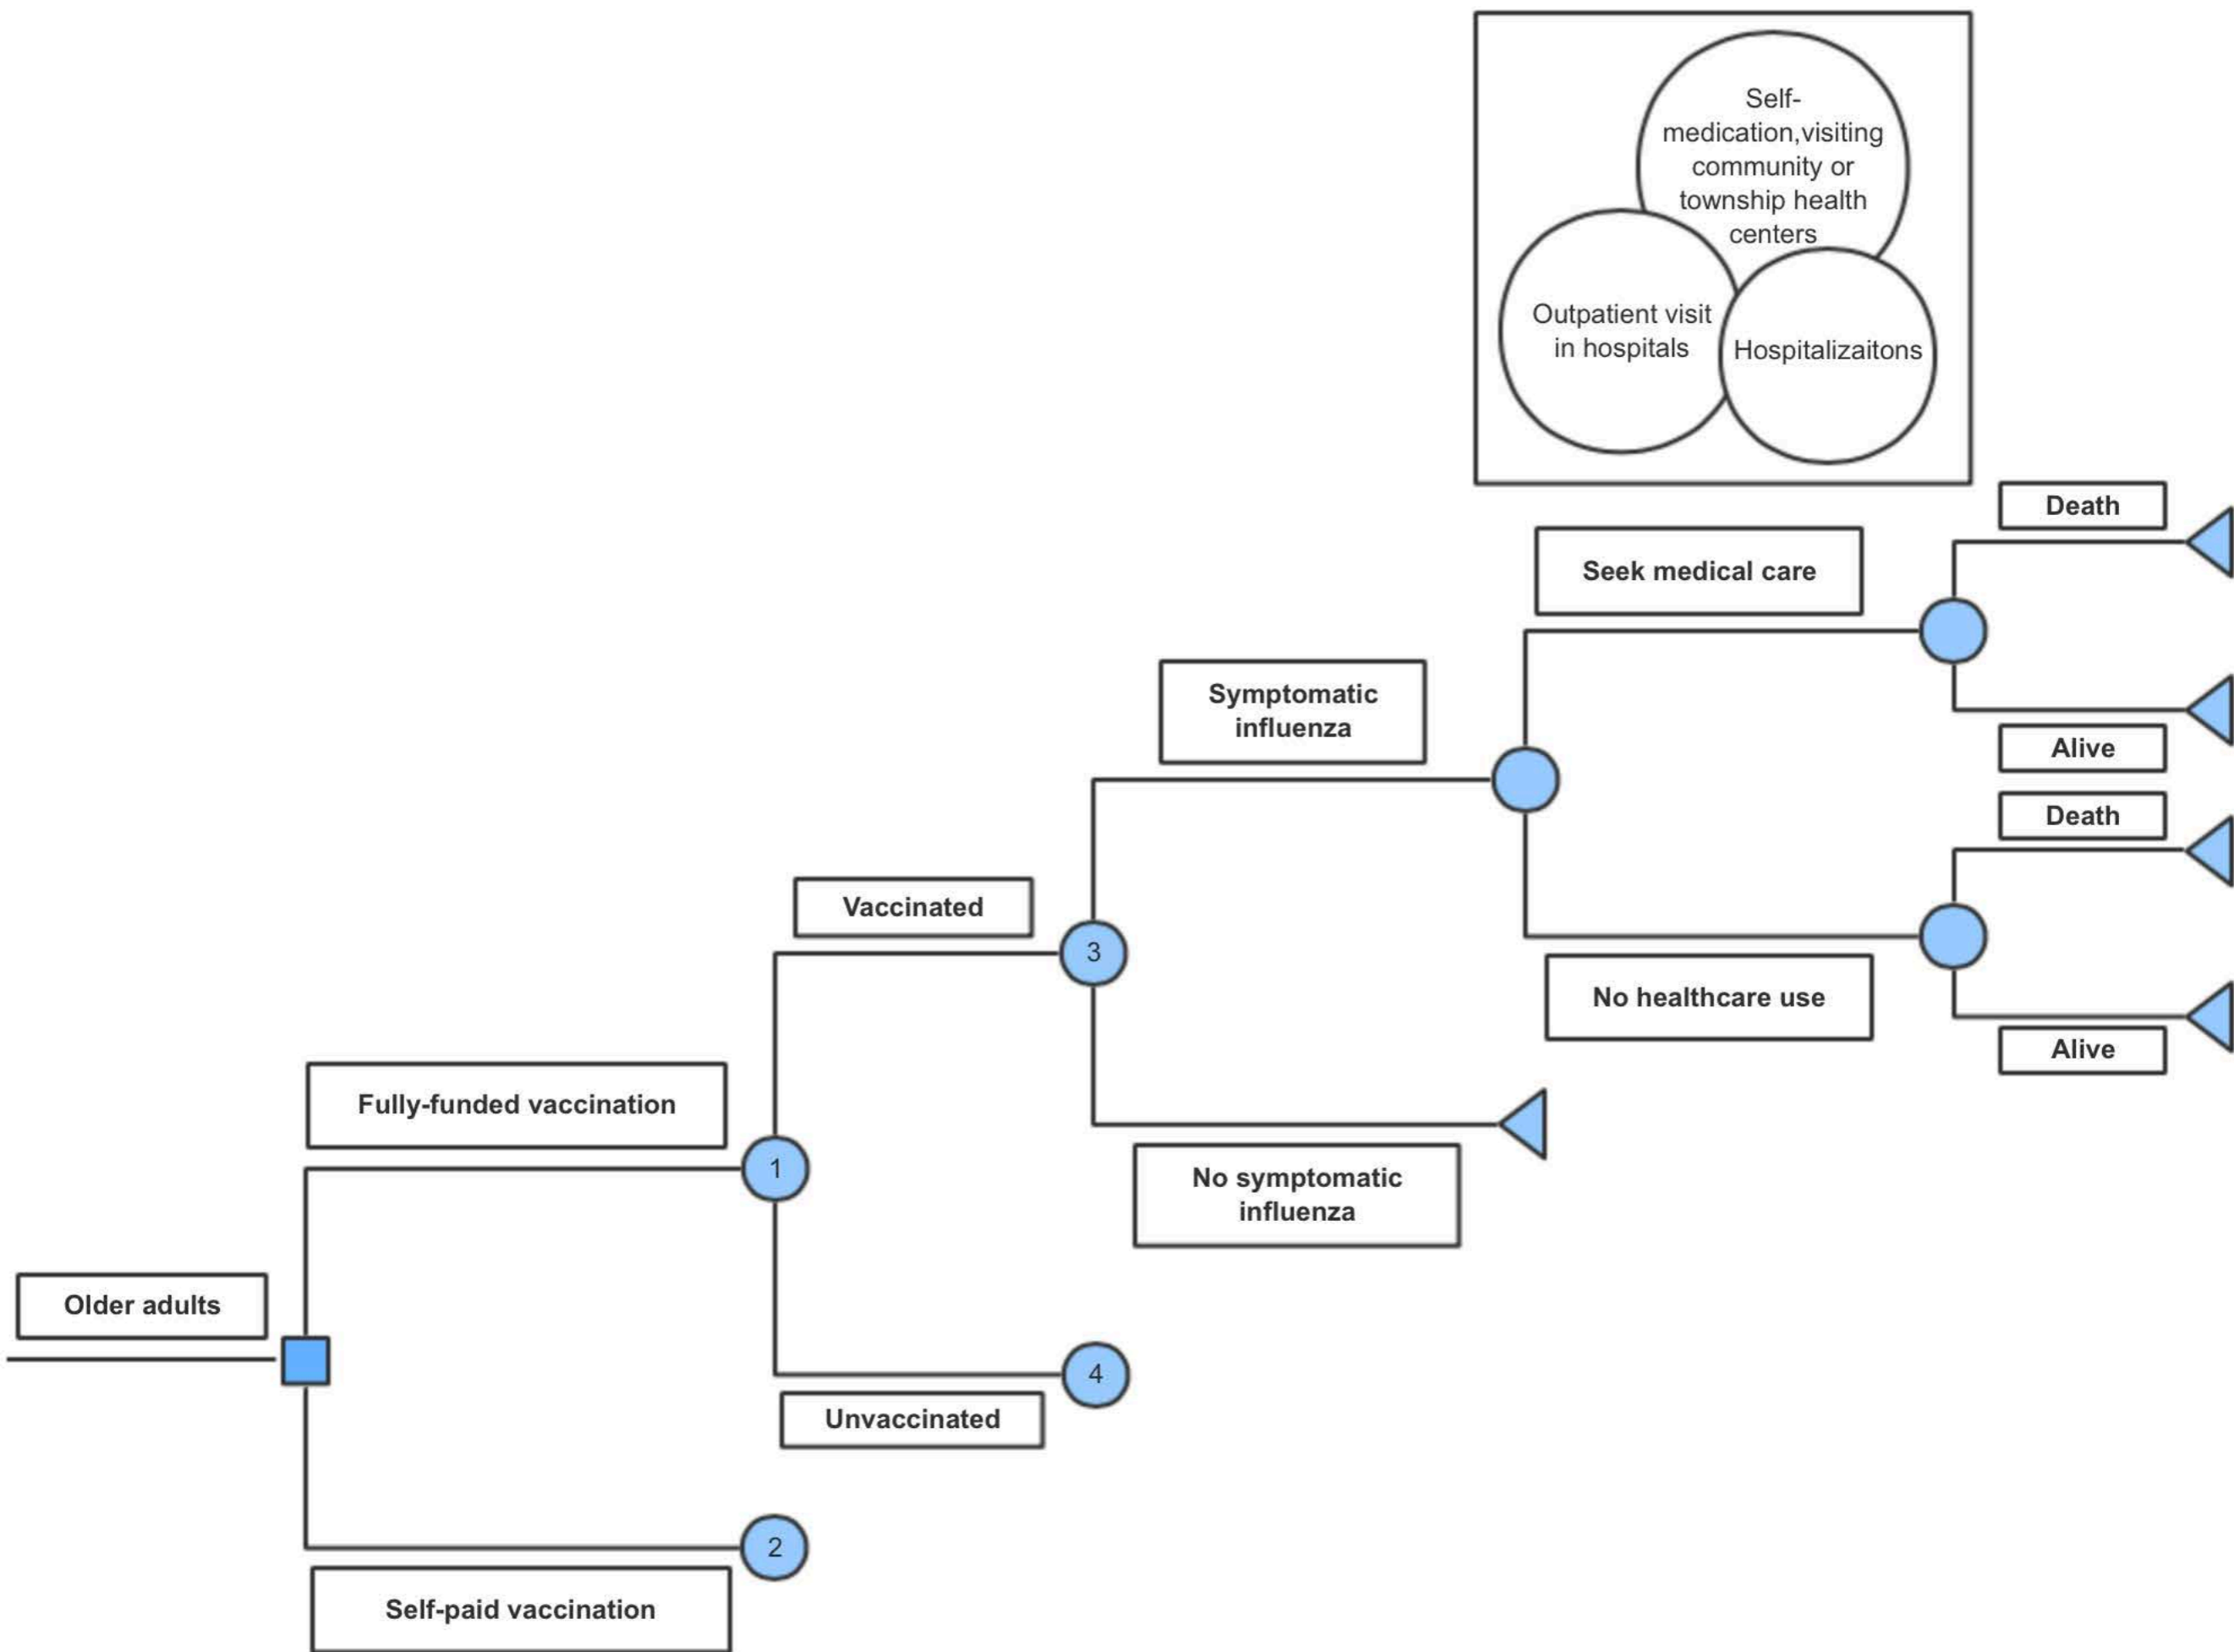 Self-
medication,visiting
community or
township health
centers
Outpatient visit
in hospitals
Hospitalizaitons
Death
Seek medical care
Alive
Symptomatic
influenza
Death
No healthcare use
Alive
Vaccinated
3
Fully-funded vaccination
1
No symptomatic
influenza
Older adults
4
Unvaccinated
2
Self-paid vaccination